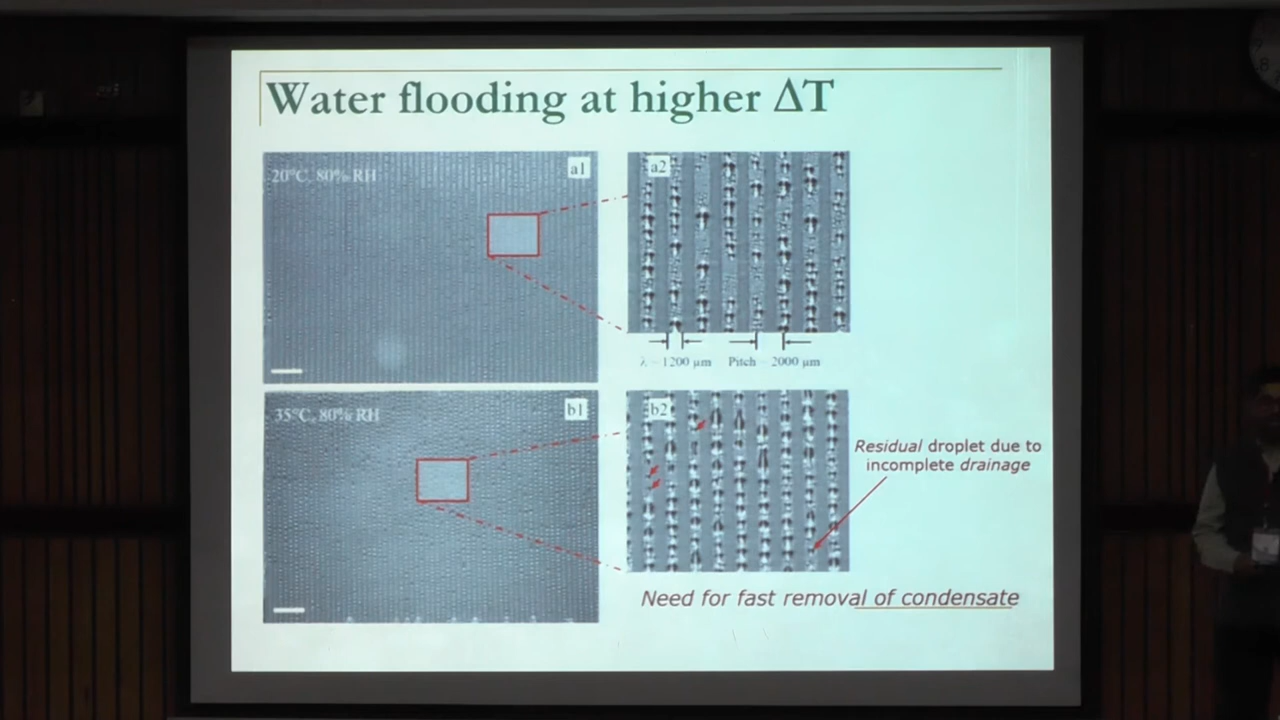 Water flooding at higher ΔT
20°C, 80% RH
a1
a2
λ ~ 1200 µm Pitch ~ 2000 µm
35°C, 80% RH
b1
b2
Residual droplet due to
incomplete drainage
Need for fast removal of condensate
8